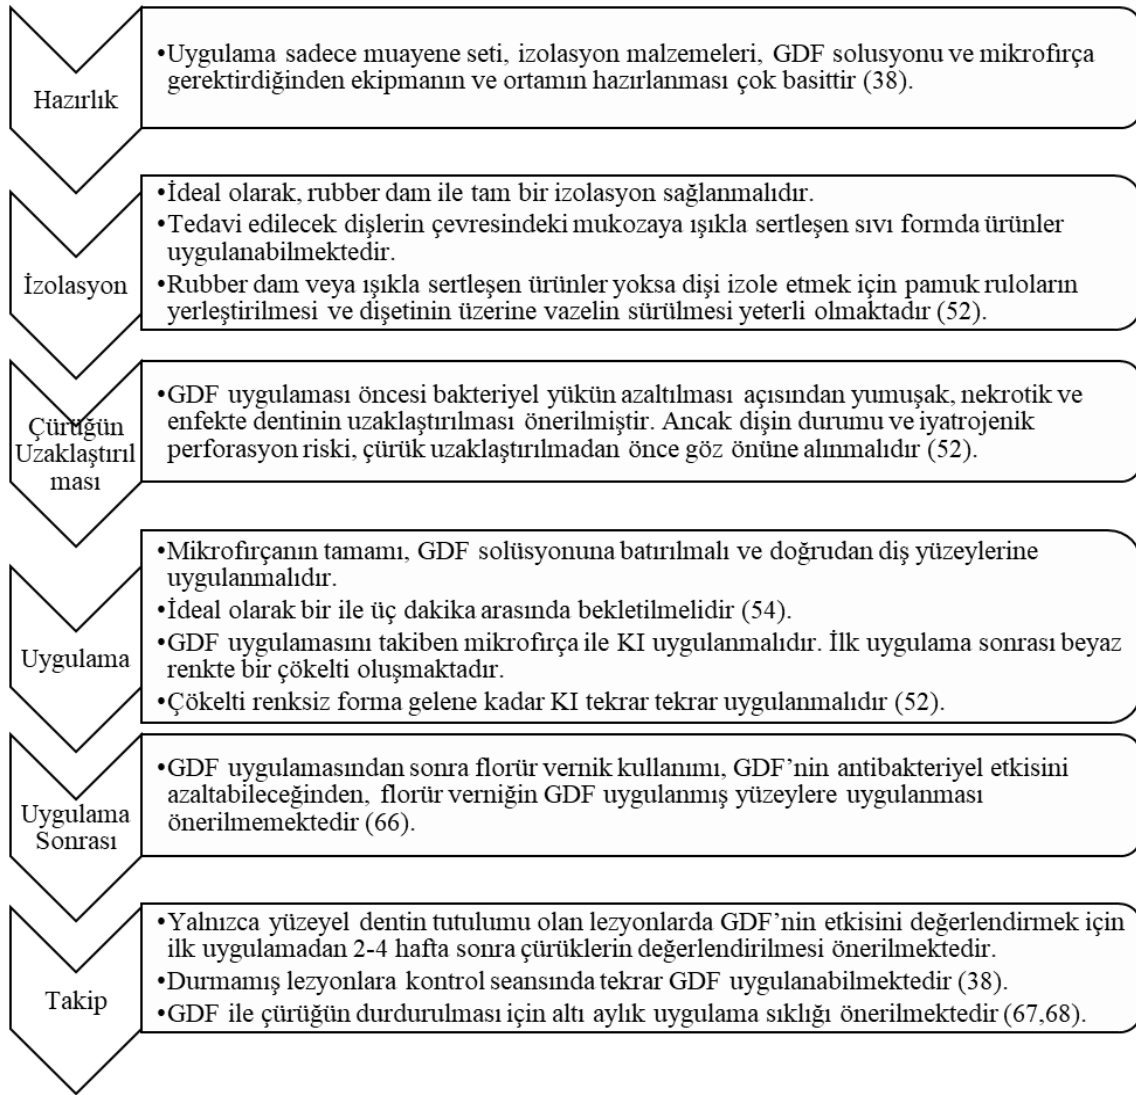 Hazırlık
•Uygulama sadece muayene seti, izolasyon malzemeleri, GDF solusyonu ve mikrofırça
gerektirdiğinden ekipmanın ve ortamın hazırlanması çok basittir (38).
İzolasyon
•İdeal olarak, rubber dam ile tam bir izolasyon sağlanmalıdır.
•Tedavi edilecek dişlerin çevresindeki mukozaya ışıkla sertleşen sıvı formda ürünler
uygulanabilmektedir.
•Rubber dam veya ışıkla sertleşen ürünler yoksa dişi izole etmek için pamuk ruloların
yerleştirilmesi ve dişetinin üzerine vazelin sürülmesi yeterli olmaktadır (52).
Çürüğün
Uzaklaştırıl
ması
•GDF uygulaması öncesi bakteriyel yükün azaltılması açısından yumuşak, nekrotik ve
enfekte dentinin uzaklaştırılması önerilmiştir. Ancak dişin durumu ve iyatrojenik
perforasyon riski, çürük uzaklaştırılmadan önce göz önüne alınmalıdır (52).
Uygulama
•Mikrofırçanın tamamı, GDF solüsyonuna batırılmalı ve doğrudan diş yüzeylerine
uygulanmalıdır.
•İdeal olarak bir ile üç dakika arasında bekletilmelidir (54).
•GDF uygulamasını takiben mikrofırça ile KI uygulanmalıdır. İlk uygulama sonrası beyaz
renkte bir çökelti oluşmaktadır.
•Çökelti renksiz forma gelene kadar KI tekrar tekrar uygulanmalıdır (52).
Uygulama
Sonrası
•GDF uygulamasından sonra florür vernik kullanımı, GDF’nin antibakteriyel etkisini
azaltabileceğinden, florür verniğin GDF uygulanmış yüzeylere uygulanması
önerilmemektedir (66).
Takip
•Yalnızca yüzeyel dentin tutulumu olan lezyonlarda GDF’nin etkisini değerlendirmek için
ilk uygulamadan 2-4 hafta sonra çürüklerin değerlendirilmesi önerilmektedir.
•Durmamış lezyonlara kontrol seansında tekrar GDF uygulanabilmektedir (38).
•GDF ile çürüğün durdurulması için altı aylık uygulama sıklığı önerilmektedir (67,68).